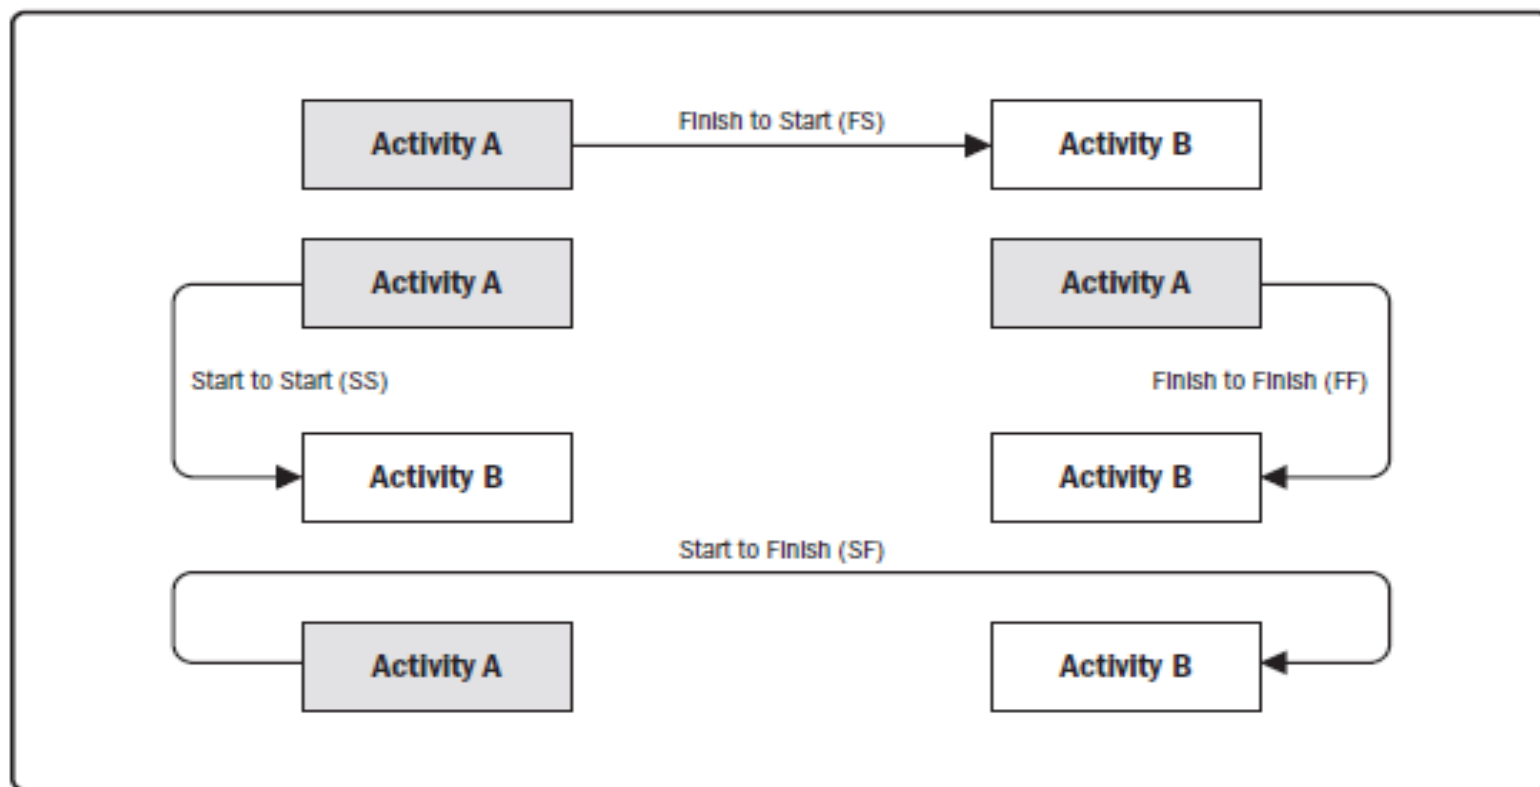 Activity A
Finish to Start (FS)
Activity B
Activity A
Activity A
Start to Start (SS)
Finish to Finish (FF)
Activity B
Activity B
Start to Finish (SF)
Activity A
Activity B